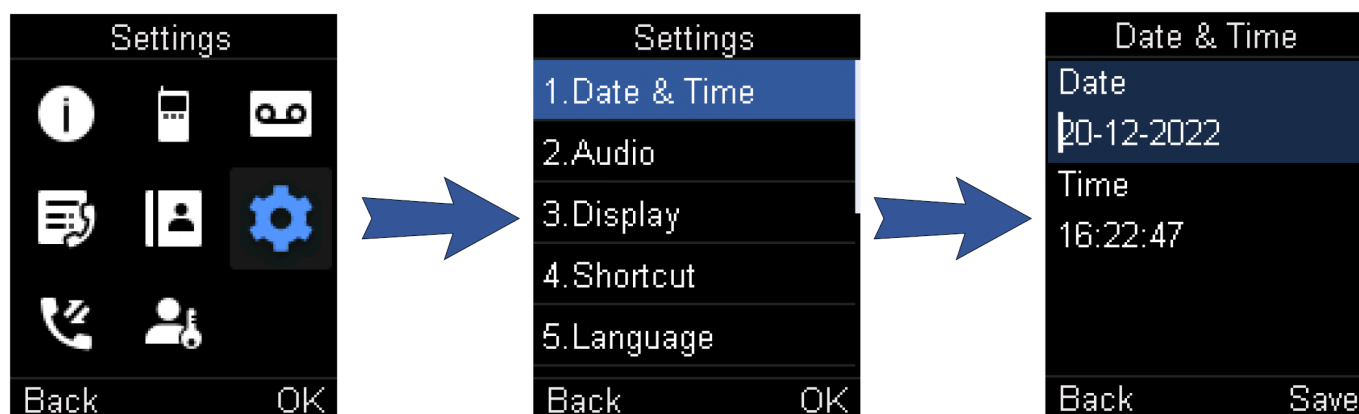 Settings
Back OK
Settings
1.Date & Time
2.Audio
3.Display
4.Shortcut
5.Language
Back OK
Date & Time
Date
20-12-2022
Time
16:22:47
Back Save